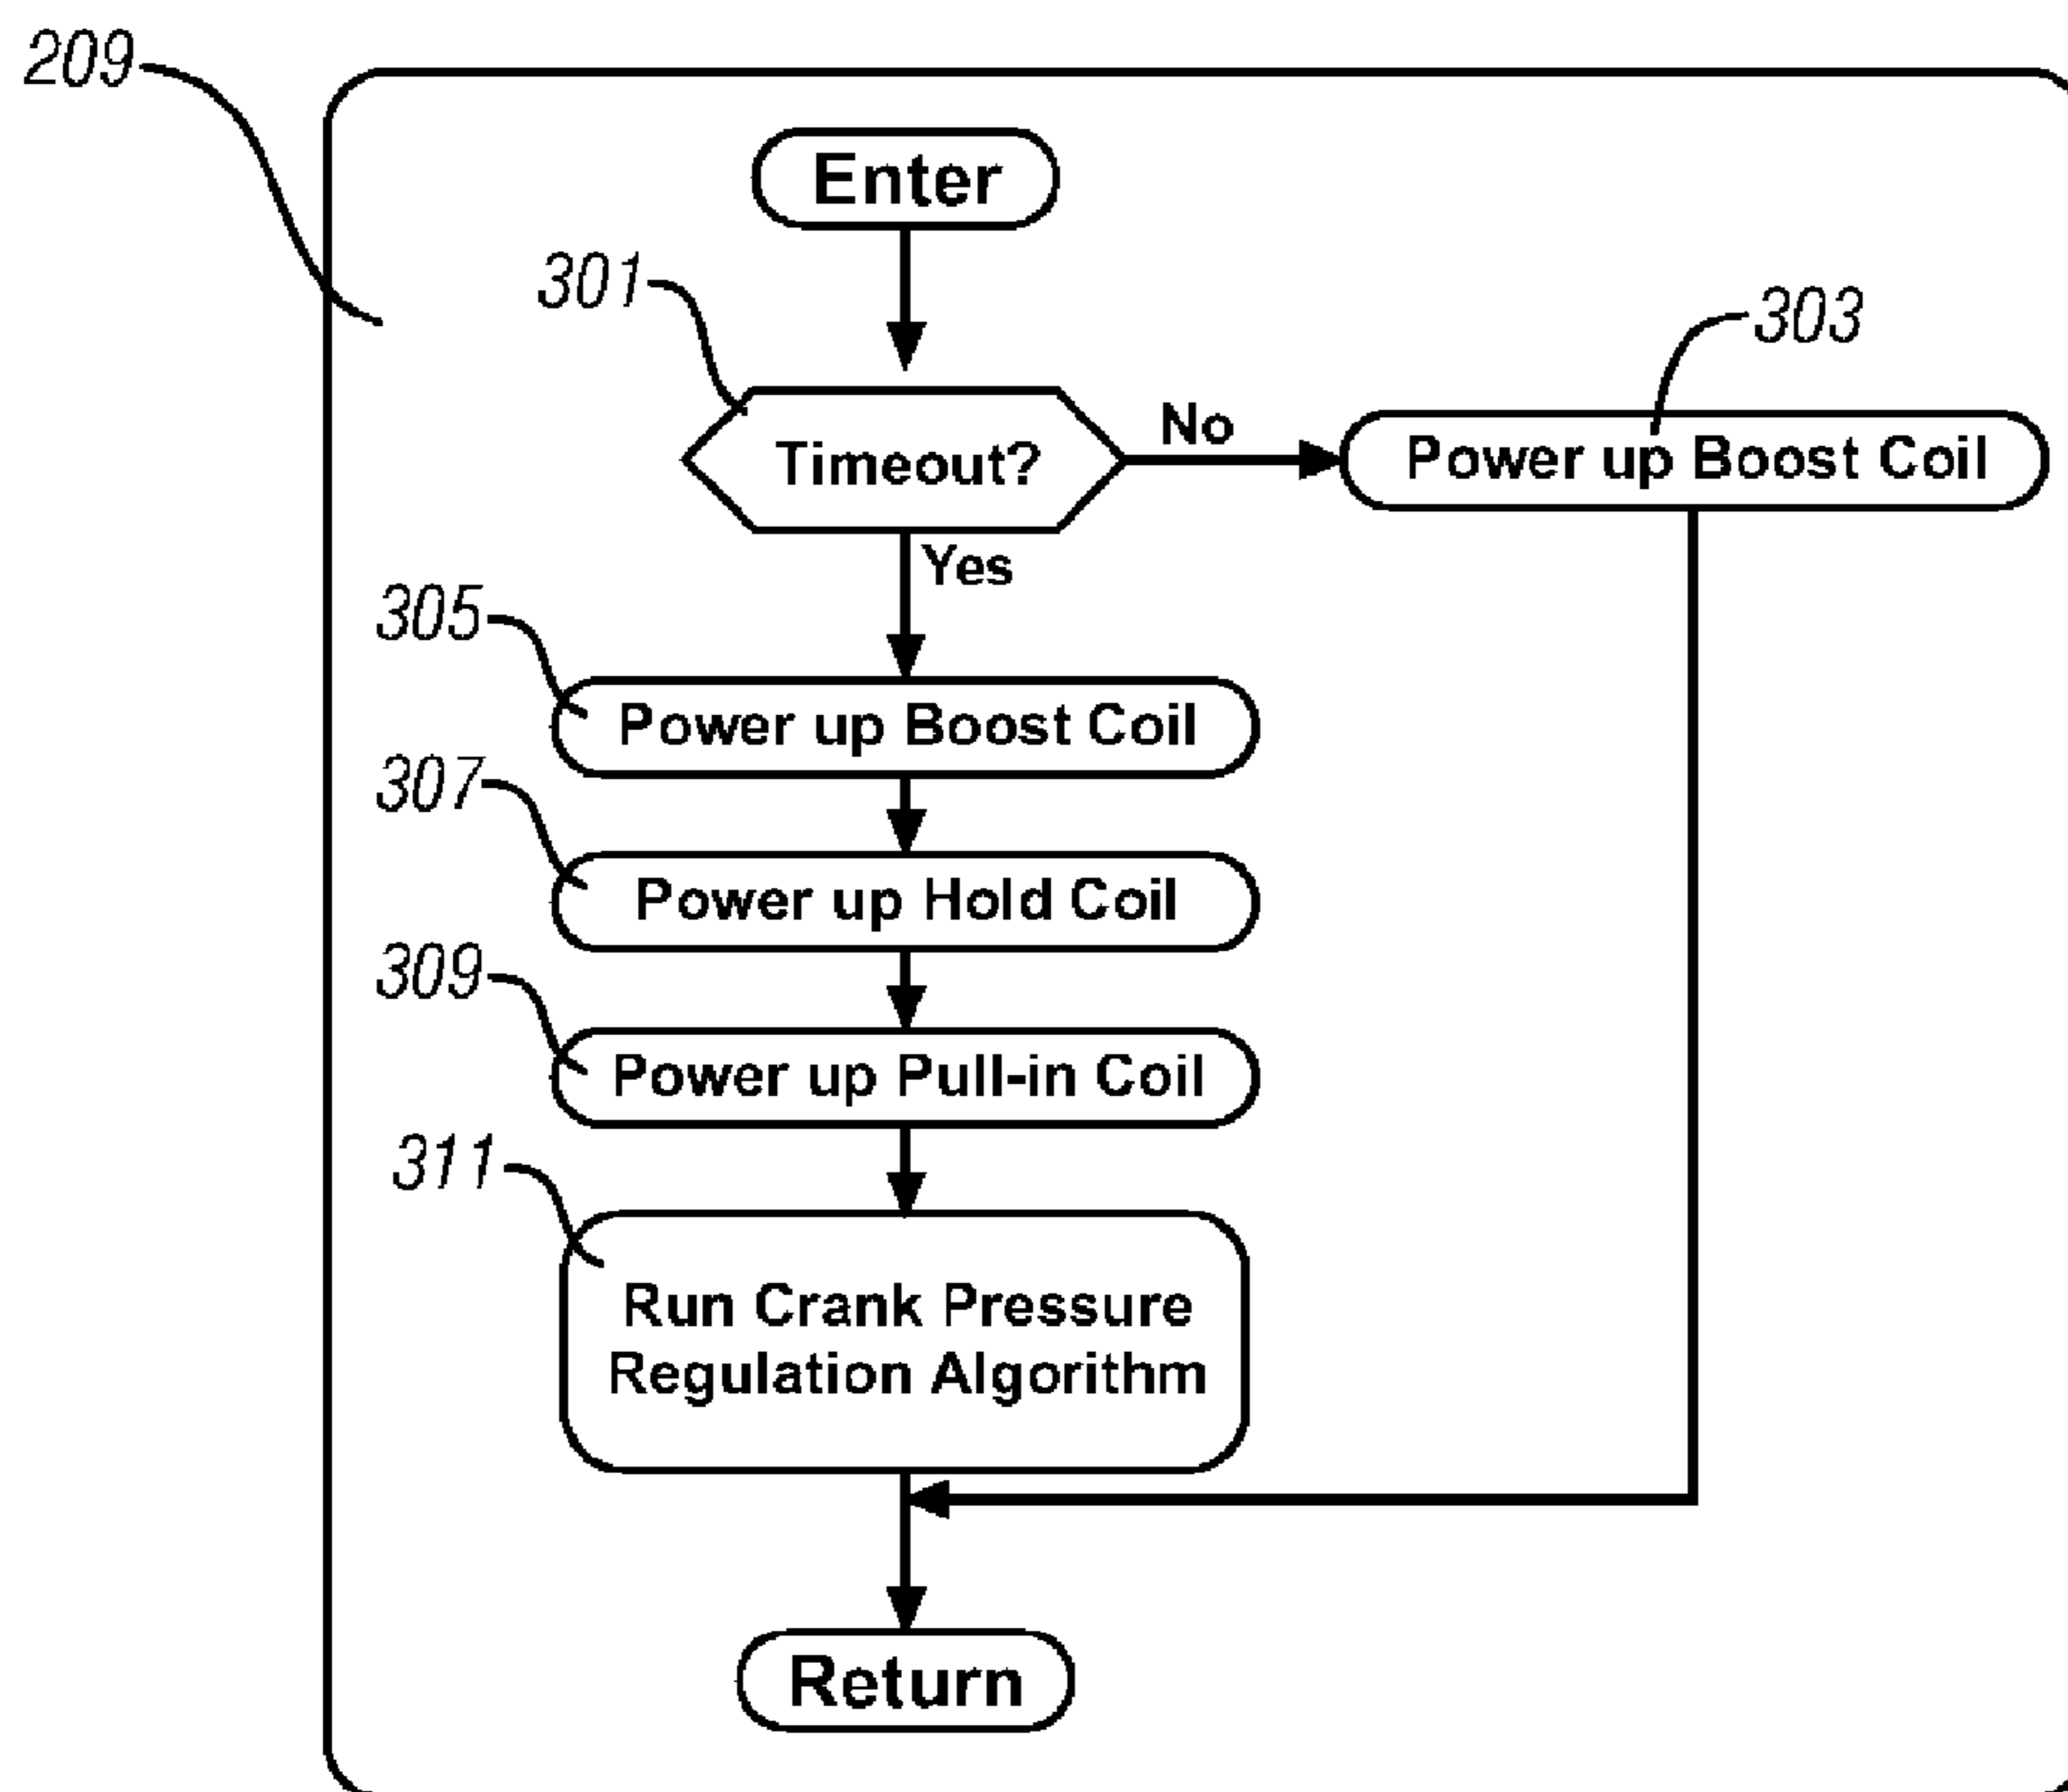 209
Enter
301
303
Timeout?
No
Power up Boost Coil
Yes
305
Power up Boost Coil
307
Power up Hold Coil
309
Power up Pull-in Coil
311
Run Crank Pressure
Regulation Algorithm
Return